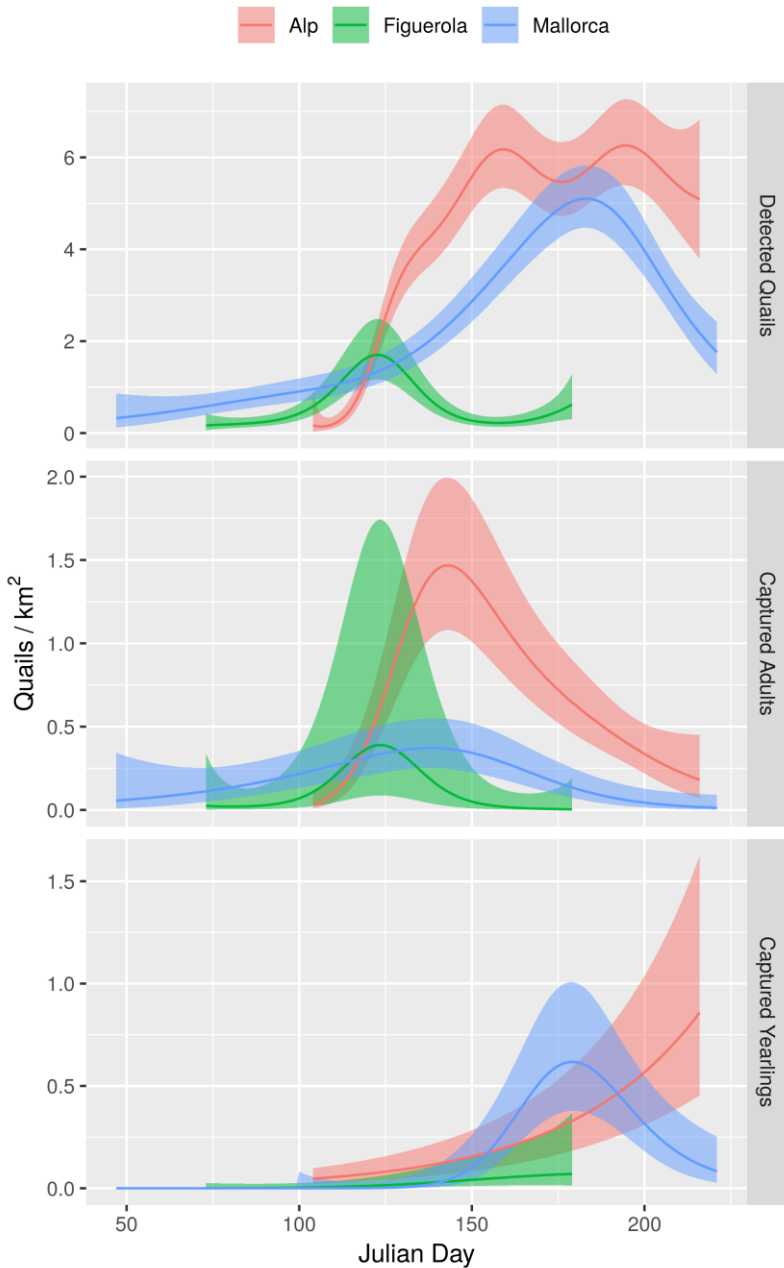 Alp Figuerola Mallorca
6
4
2
0
Detected Quails
2.0
1.5
1.0
0.5
0.0
Captured Adults
Quails / km²
1.5
1.0
0.5
0.0
Captured Yearlings
50 100 150 200
Julian Day